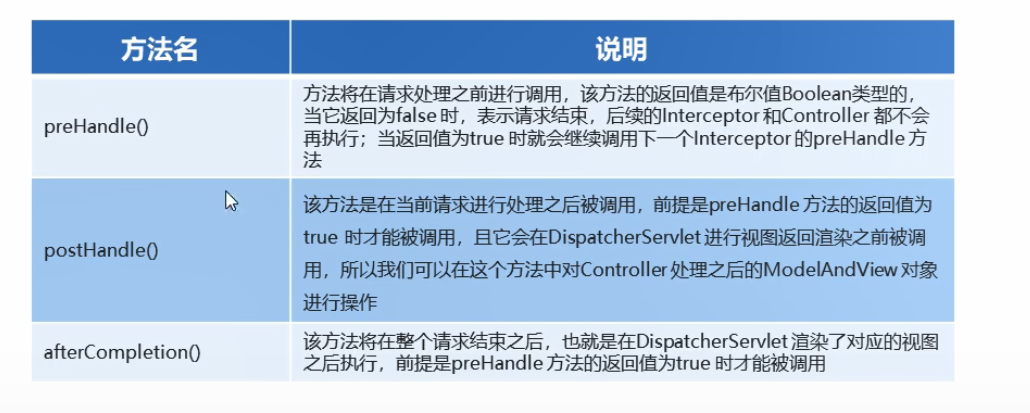 方法名
说明
preHandle()
方法将在请求处理之前进行调用，该方法的返回值是布尔值Boolean类型的，
当它返回为false 时，表示请求结束，后续的Interceptor 和Controller 都不会
再执行；当返回值为true 时就会继续调用下一个Interceptor 的preHandle 方
法
postHandle()
该方法是在当前请求进行处理之后被调用，前提是preHandle 方法的返回值为
true 时才能被调用，且它会在DispatcherServlet 进行视图返回渲染之前被调
用，所以我们可以在这个方法中对Controller 处理之后的ModelAndView 对象
进行操作
afterCompletion()
该方法将在整个请求结束之后，也就是在DispatcherServlet 渲染了对应的视图
之后执行，前提是preHandle 方法的返回值为true 时才能被调用